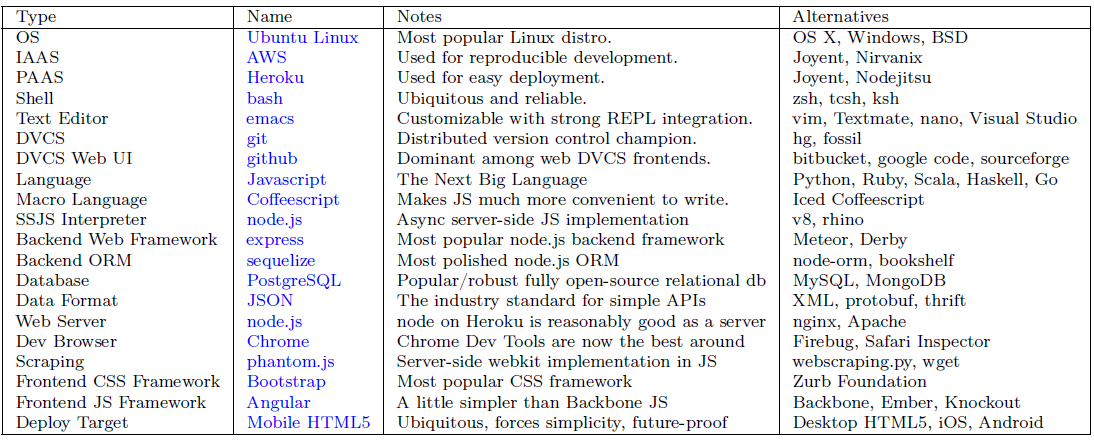 Type Name Notes Alternatives
OS Ubuntu Linux Most popular Linux distro. OS X, Windows, BSD
IAAS AWS Used for reproducible development. Joyent, Nirvanix
PAAS Heroku Used for easy deployment. Joyent, Nodejitsu
Shell bash Ubiquitous and reliable. zsh, tcsh, ksh
Text Editor emacs Customizable with strong REPL integration. vim, Textmate, nano, Visual Studio
DVCS git Distributed version control champion. hg, fossil
DVCS Web UI github Dominant among web DVCS frontends. bitbucket, google code, sourceforge
Language Javascript The Next Big Language Python, Ruby, Scala, Haskell, Go
Macro Language Coffeescript Makes JS much more convenient to write. Iced Coffeescript
SSJS Interpreter node.js Async server-side JS implementation v8, rhino
Backend Web Framework express Most popular node.js backend framework Meteor, Derby
Backend ORM sequelize Most polished node.js ORM node-orm, bookshelf
Database PostgreSQL Popular/robust fully open-source relational db MySQL, MongoDB
Data Format JSON The industry standard for simple APIs XML, protobuf, thrift
Web Server node.js node on Heroku is reasonably good as a server nginx, Apache
Dev Browser Chrome Chrome Dev Tools are now the best around Firebug, Safari Inspector
Scraping phantom.js Server-side webkit implementation in JS webscraping.py, wget
Frontend CSS Framework Bootstrap Most popular CSS framework Zurb Foundation
Frontend JS Framework Angular A little simpler than Backbone JS Backbone, Ember, Knockout
Deploy Target Mobile HTML5 Ubiquitous, forces simplicity, future-proof Desktop HTML5, iOS, Android